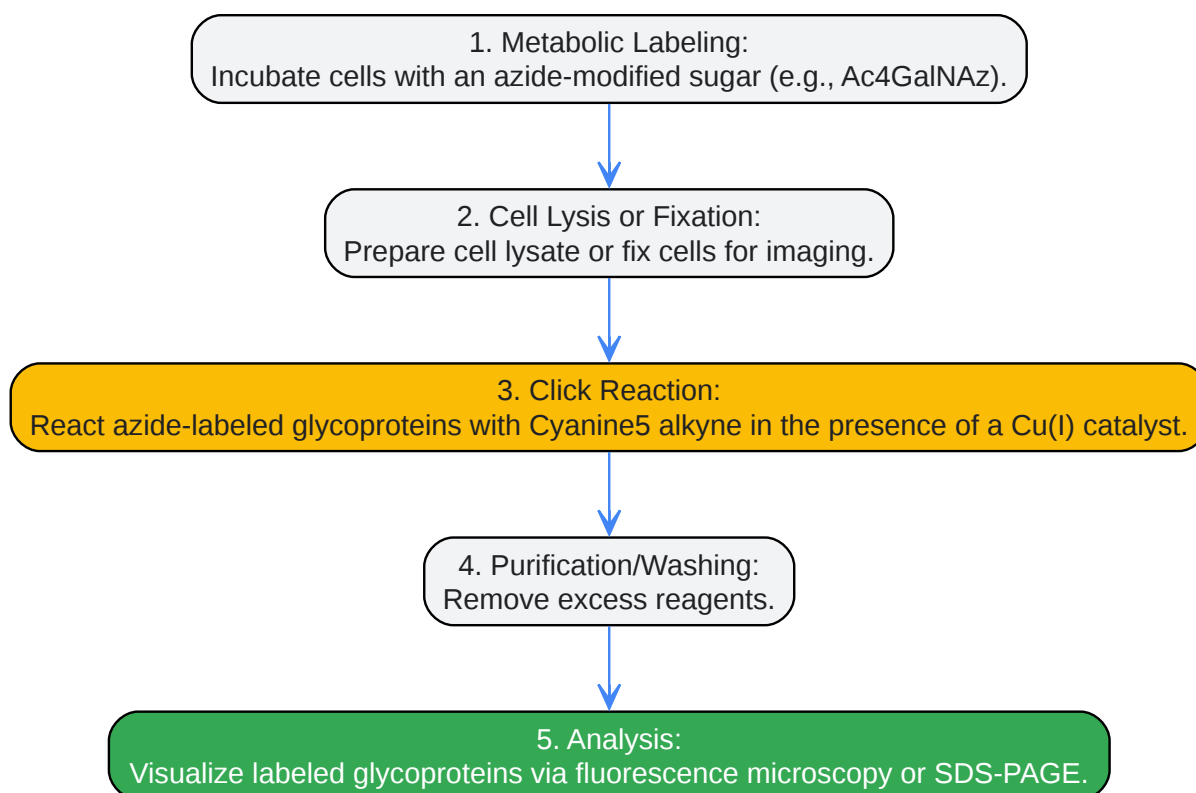 1. Metabolic Labeling:
Incubate cells with an azide-modified sugar (e.g., Ac4GalNAz).
2. Cell Lysis or Fixation:
Prepare cell lysate or fix cells for imaging.
3. Click Reaction:
React azide-labeled glycoproteins with Cyanine5 alkyne in the presence of a Cu(I) catalyst.
4. Purification/Washing:
Remove excess reagents.
5. Analysis:
Visualize labeled glycoproteins via fluorescence microscopy or SDS-PAGE.